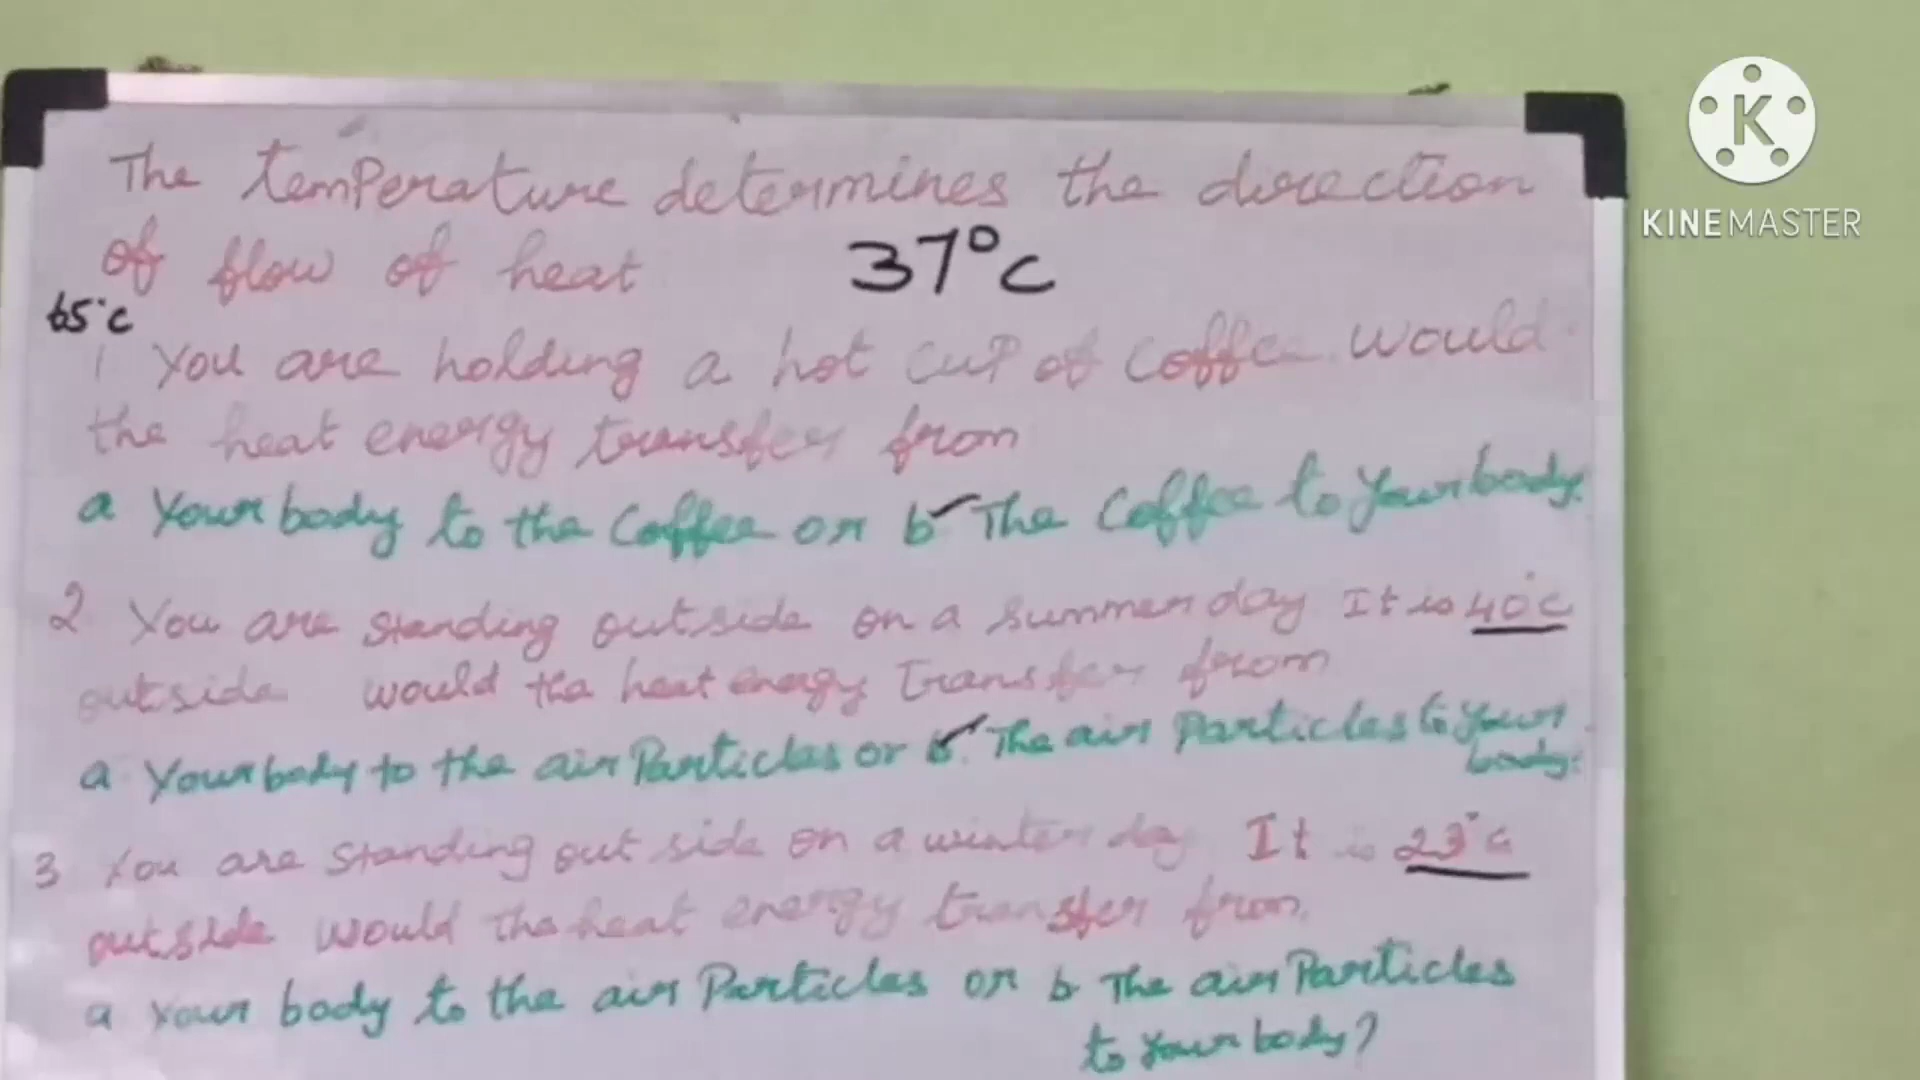 The temperature determines the direction
of flow of heat 37°C
65°C
1 You are holding a hot cup of coffee. would
the heat energy transfer from
a Your body to the Coffee or b The Coffee to Your body.
2 You are standing outside on a summer day It is 40°C
outside would the heat energy Transfer from
a. Your body to the air Particles or b. The air Particles to Your
body.
3 You are standing out side on a winter day It is 23°C
outside would the heat energy transfer from.
a Your body to the air Particles or b The air Particles
to Your body?
K
KINEMASTER